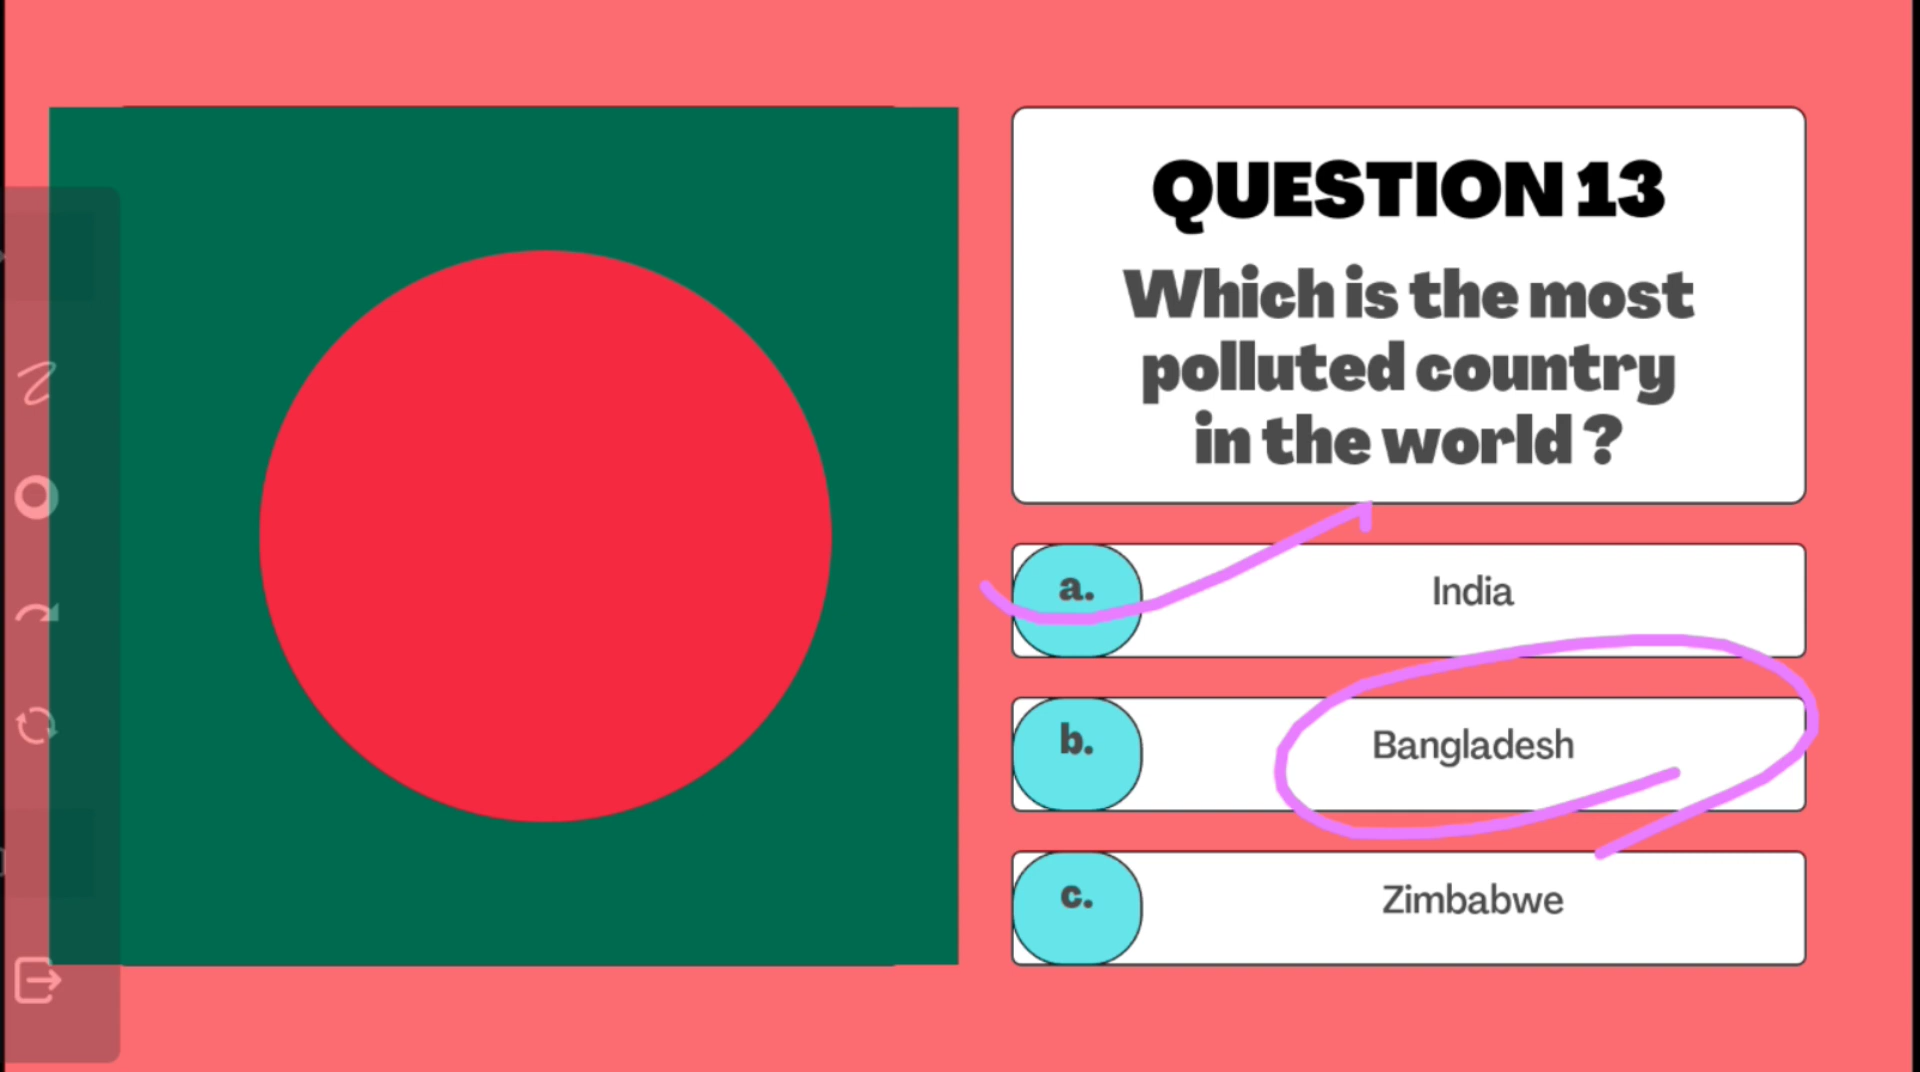 QUESTION 13
Which is the most
polluted country
in the world ?
a. India
b. Bangladesh
c. Zimbabwe